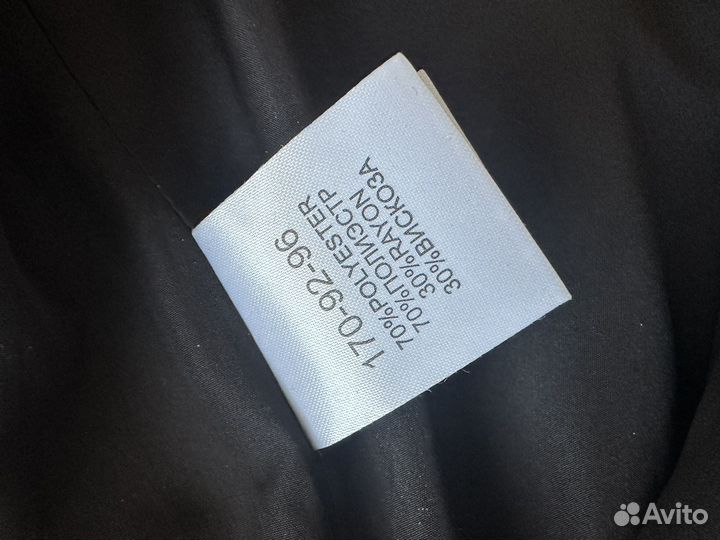 170-92-96
70%POLYESTER
70%ПОЛИЭСТР
30%RAYON
30%ВИСКОЗА
Avito